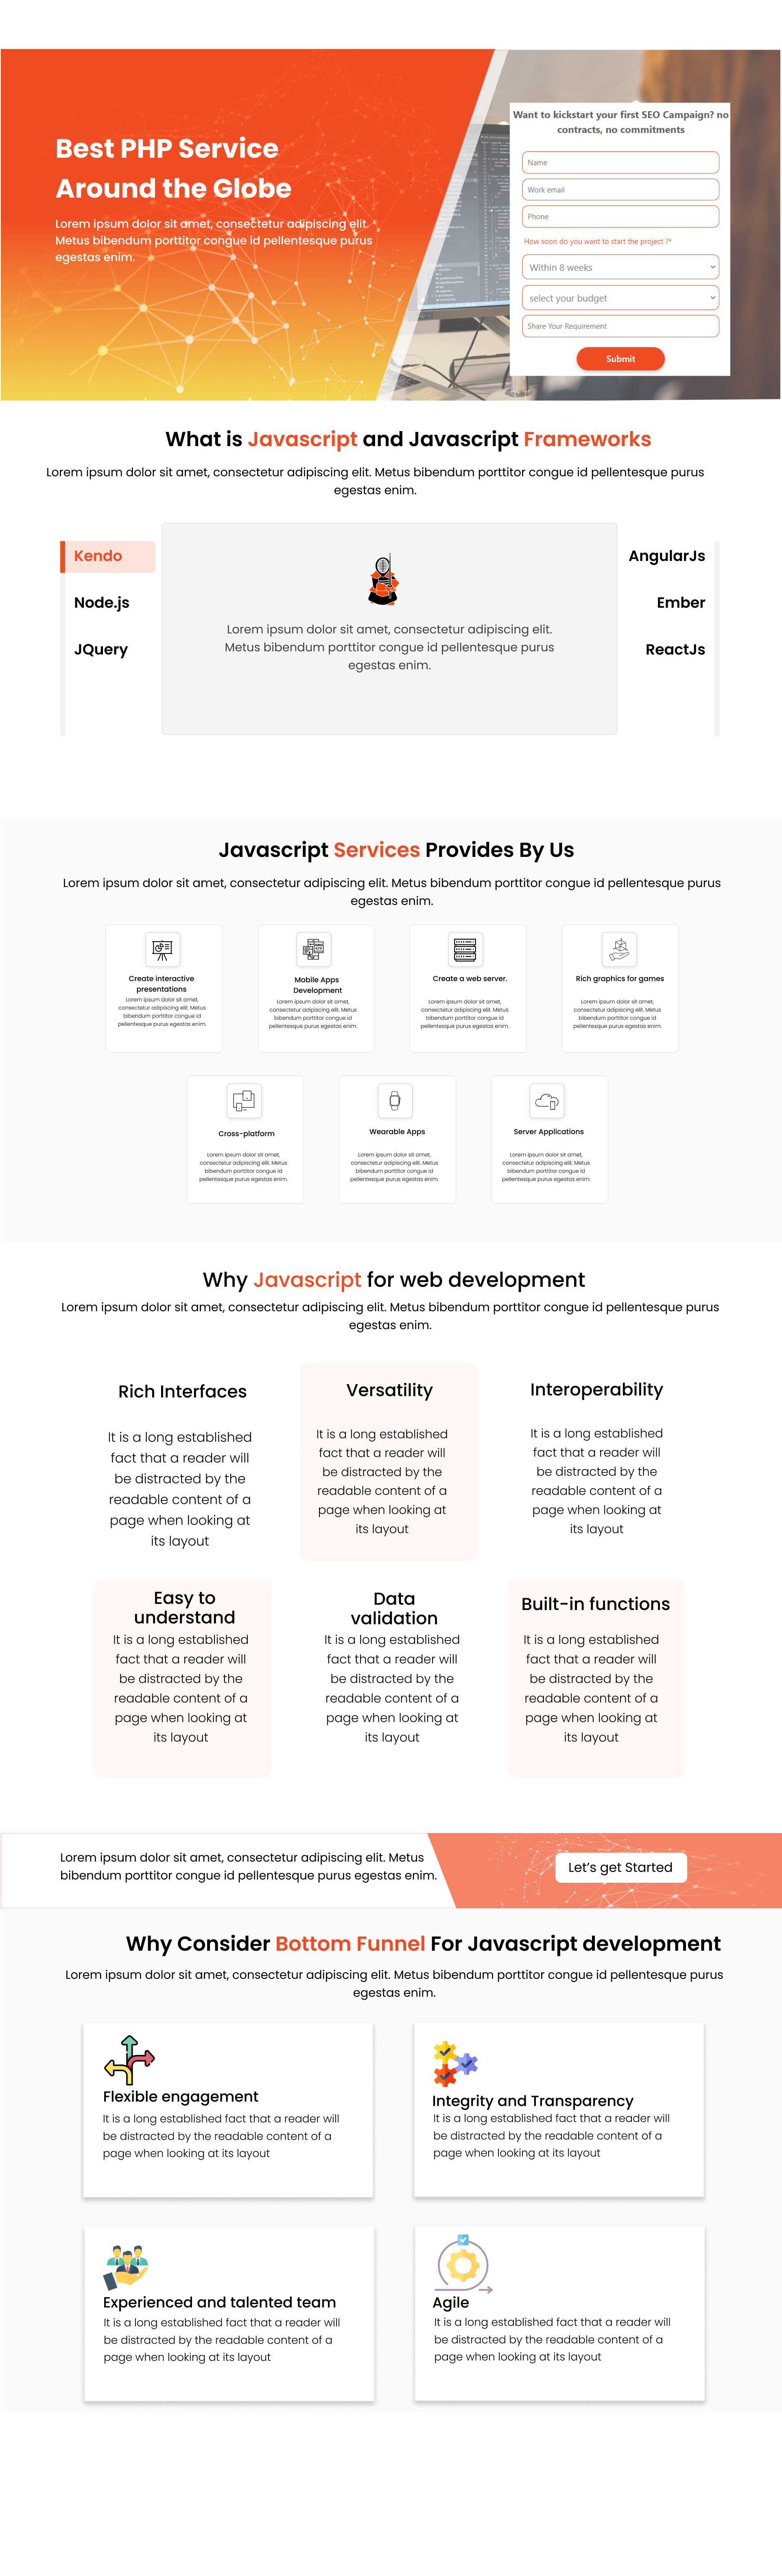 Best PHP Service
Around the Globe
Lorem ipsum dolor sit amet, consectetur adipiscing elit.
Metus bibendum porttitor congue id pellentesque purus
egestas enim.
Want to kickstart your first SEO Campaign? no
contracts, no commitments
Name
Work email
Phone
How soon do you want to start the project ?*
Within 8 weeks
select your budget
Share Your Requirement
Submit
What is Javascript and Javascript Frameworks
Lorem ipsum dolor sit amet, consectetur adipiscing elit. Metus bibendum porttitor congue id pellentesque purus
egestas enim.
Kendo
Node.js
JQuery
Lorem ipsum dolor sit amet, consectetur adipiscing elit.
Metus bibendum porttitor congue id pellentesque purus
egestas enim.
AngularJs
Ember
ReactJs
Javascript Services Provides By Us
Lorem ipsum dolor sit amet, consectetur adipiscing elit. Metus bibendum porttitor congue id pellentesque purus
egestas enim.
Create interactive
presentations
Lorem ipsum dolor sit amet,
consectetur adipiscing elit. Metus
bibendum porttitor congue id
pellentesque purus egestas enim.
Mobile Apps
Development
Lorem ipsum dolor sit amet,
consectetur adipiscing elit. Metus
bibendum porttitor congue id
pellentesque purus egestas enim.
Create a web server.
Lorem ipsum dolor sit amet,
consectetur adipiscing elit. Metus
bibendum porttitor congue id
pellentesque purus egestas enim.
Rich graphics for games
Lorem ipsum dolor sit amet,
consectetur adipiscing elit. Metus
bibendum porttitor congue id
pellentesque purus egestas enim.
Cross-platform
Lorem ipsum dolor sit amet,
consectetur adipiscing elit. Metus
bibendum porttitor congue id
pellentesque purus egestas enim.
Wearable Apps
Lorem ipsum dolor sit amet,
consectetur adipiscing elit. Metus
bibendum porttitor congue id
pellentesque purus egestas enim.
Server Applications
Lorem ipsum dolor sit amet,
consectetur adipiscing elit. Metus
bibendum porttitor congue id
pellentesque purus egestas enim.
Why Javascript for web development
Lorem ipsum dolor sit amet, consectetur adipiscing elit. Metus bibendum porttitor congue id pellentesque purus
egestas enim.
Rich Interfaces
It is a long established
fact that a reader will
be distracted by the
readable content of a
page when looking at
its layout
Versatility
It is a long established
fact that a reader will
be distracted by the
readable content of a
page when looking at
its layout
Interoperability
It is a long established
fact that a reader will
be distracted by the
readable content of a
page when looking at
its layout
Easy to
understand
It is a long established
fact that a reader will
be distracted by the
readable content of a
page when looking at
its layout
Data
validation
It is a long established
fact that a reader will
be distracted by the
readable content of a
page when looking at
its layout
Built-in functions
It is a long established
fact that a reader will
be distracted by the
readable content of a
page when looking at
its layout
Lorem ipsum dolor sit amet, consectetur adipiscing elit. Metus
bibendum porttitor congue id pellentesque purus egestas enim.
Let's get Started
Why Consider Bottom Funnel For Javascript development
Lorem ipsum dolor sit amet, consectetur adipiscing elit. Metus bibendum porttitor congue id pellentesque purus
egestas enim.
Flexible engagement
It is a long established fact that a reader will
be distracted by the readable content of a
page when looking at its layout
Integrity and Transparency
It is a long established fact that a reader will
be distracted by the readable content of a
page when looking at its layout
Experienced and talented team
It is a long established fact that a reader will
be distracted by the readable content of a
page when looking at its layout
Agile
It is a long established fact that a reader will
be distracted by the readable content of a
page when looking at its layout